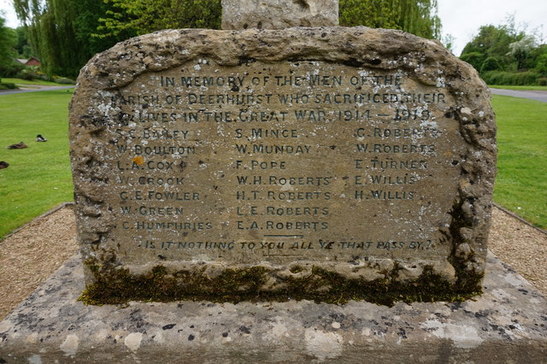 IN MEMORY OF THE MEN OF THE
PARISH OF DEERHURST WHO SACRIFICED THEIR
LIVES IN THE GREAT WAR, 1914 – 1919.
S.G. BAILEY S. MINCE G. ROBERTS
W. BOULTON W. MUNDAY W. ROBERTS
L.A. COX F. POPE E. TURNER
W. CROOK W.H. ROBERTS E. WILLIS
G.E. FOWLER H.T. ROBERTS H. WILLIS
W. GREEN L.E. ROBERTS
C. HUMPHRIES E.A. ROBERTS
IS IT NOTHING TO YOU ALL YE THAT PASS BY?